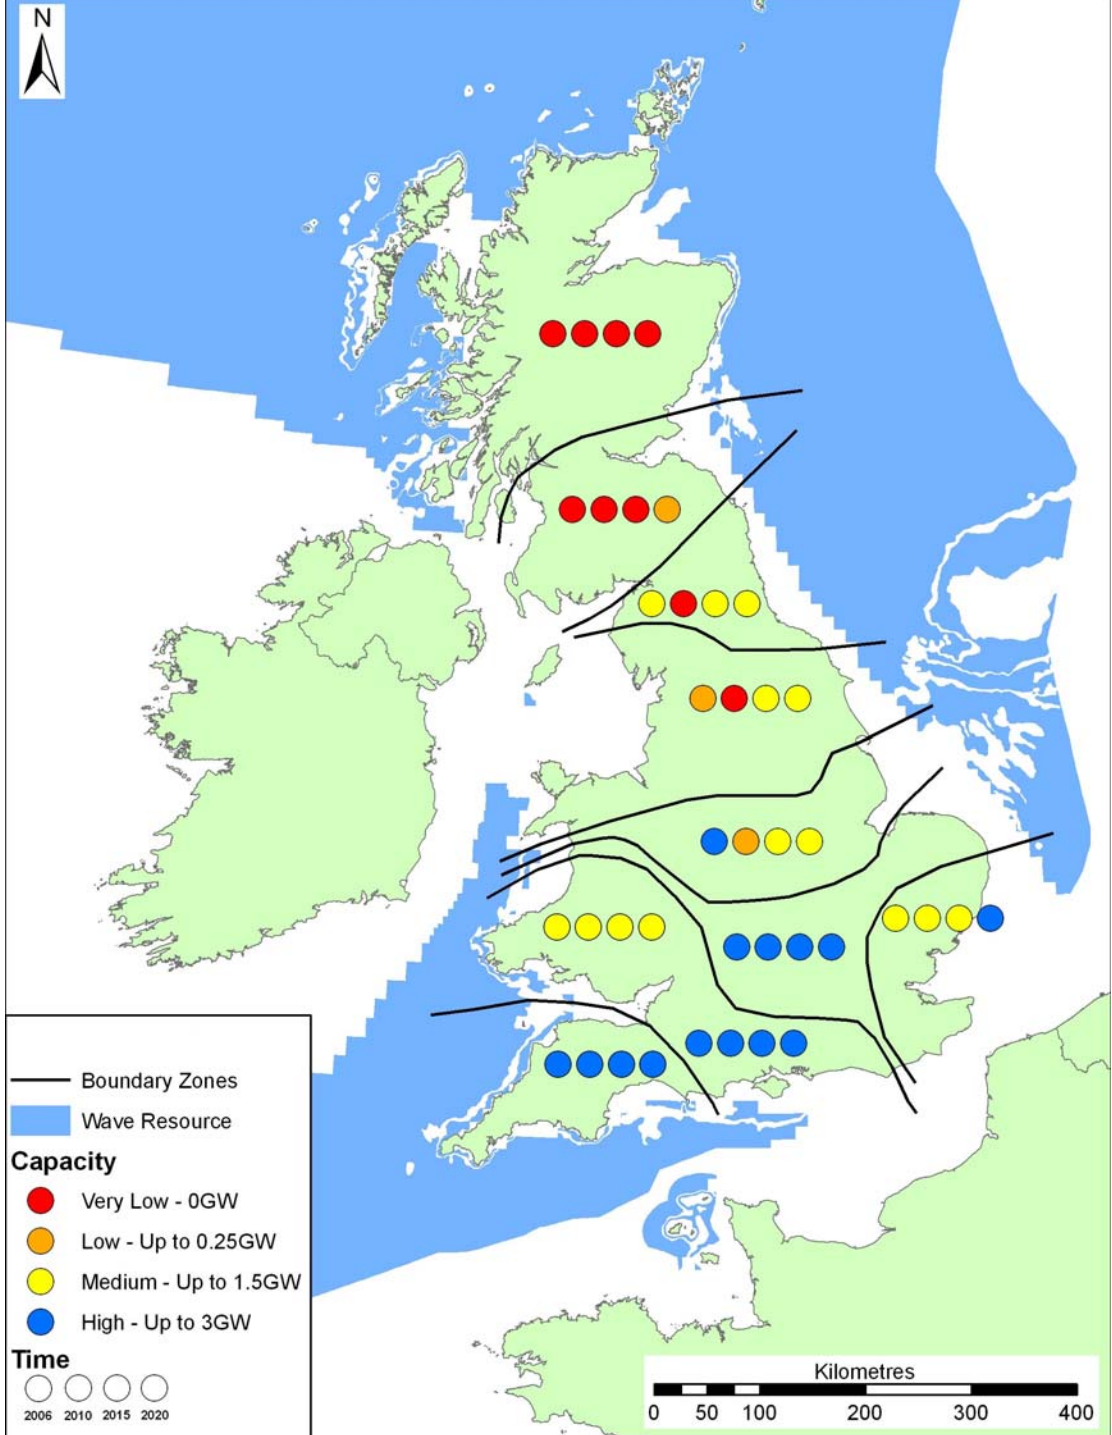 N
Boundary Zones
Wave Resource
Capacity
Very Low - 0GW
Low - Up to 0.25GW
Medium - Up to 1.5GW
High - Up to 3GW
Time
2006 2010 2015 2020
Kilometres
0 50 100 200 300 400